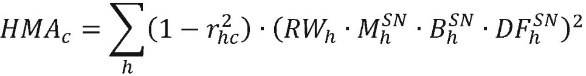 $HMA_c = \sum_h (1 - r_{hc}^2) \cdot (RW_h \cdot M_h^{SN} \cdot B_h^{SN} \cdot DF_h^{SN})^2$